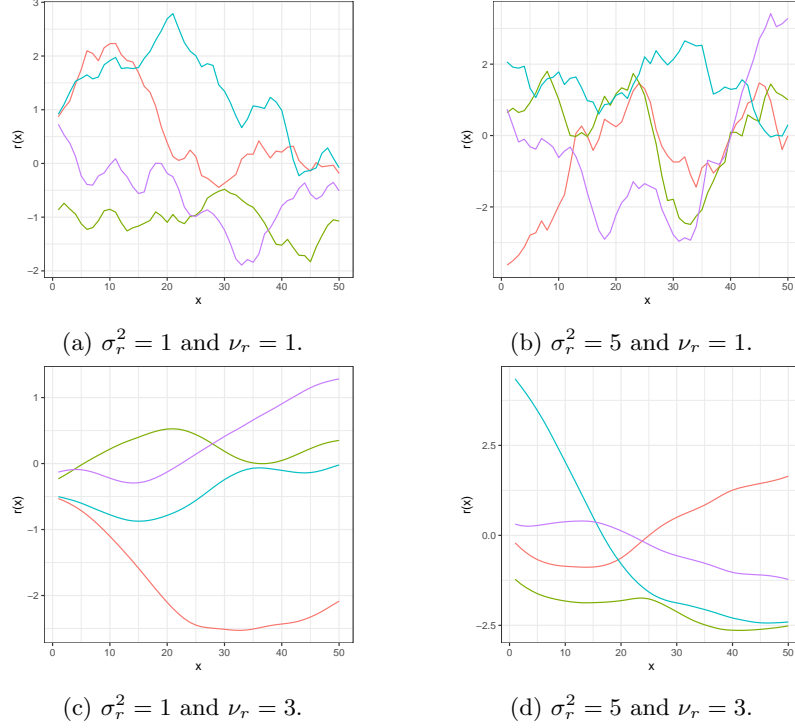 3
2
1
0
−1
−2
r(x)
0 10 20 30 40 50
x
(a) σ_r^2 = 1 and ν_r = 1.
2
0
−2
r(x)
0 10 20 30 40 50
x
(b) σ_r^2 = 5 and ν_r = 1.
1
0
−1
−2
r(x)
0 10 20 30 40 50
x
(c) σ_r^2 = 1 and ν_r = 3.
2.5
0.0
−2.5
r(x)
0 10 20 30 40 50
x
(d) σ_r^2 = 5 and ν_r = 3.